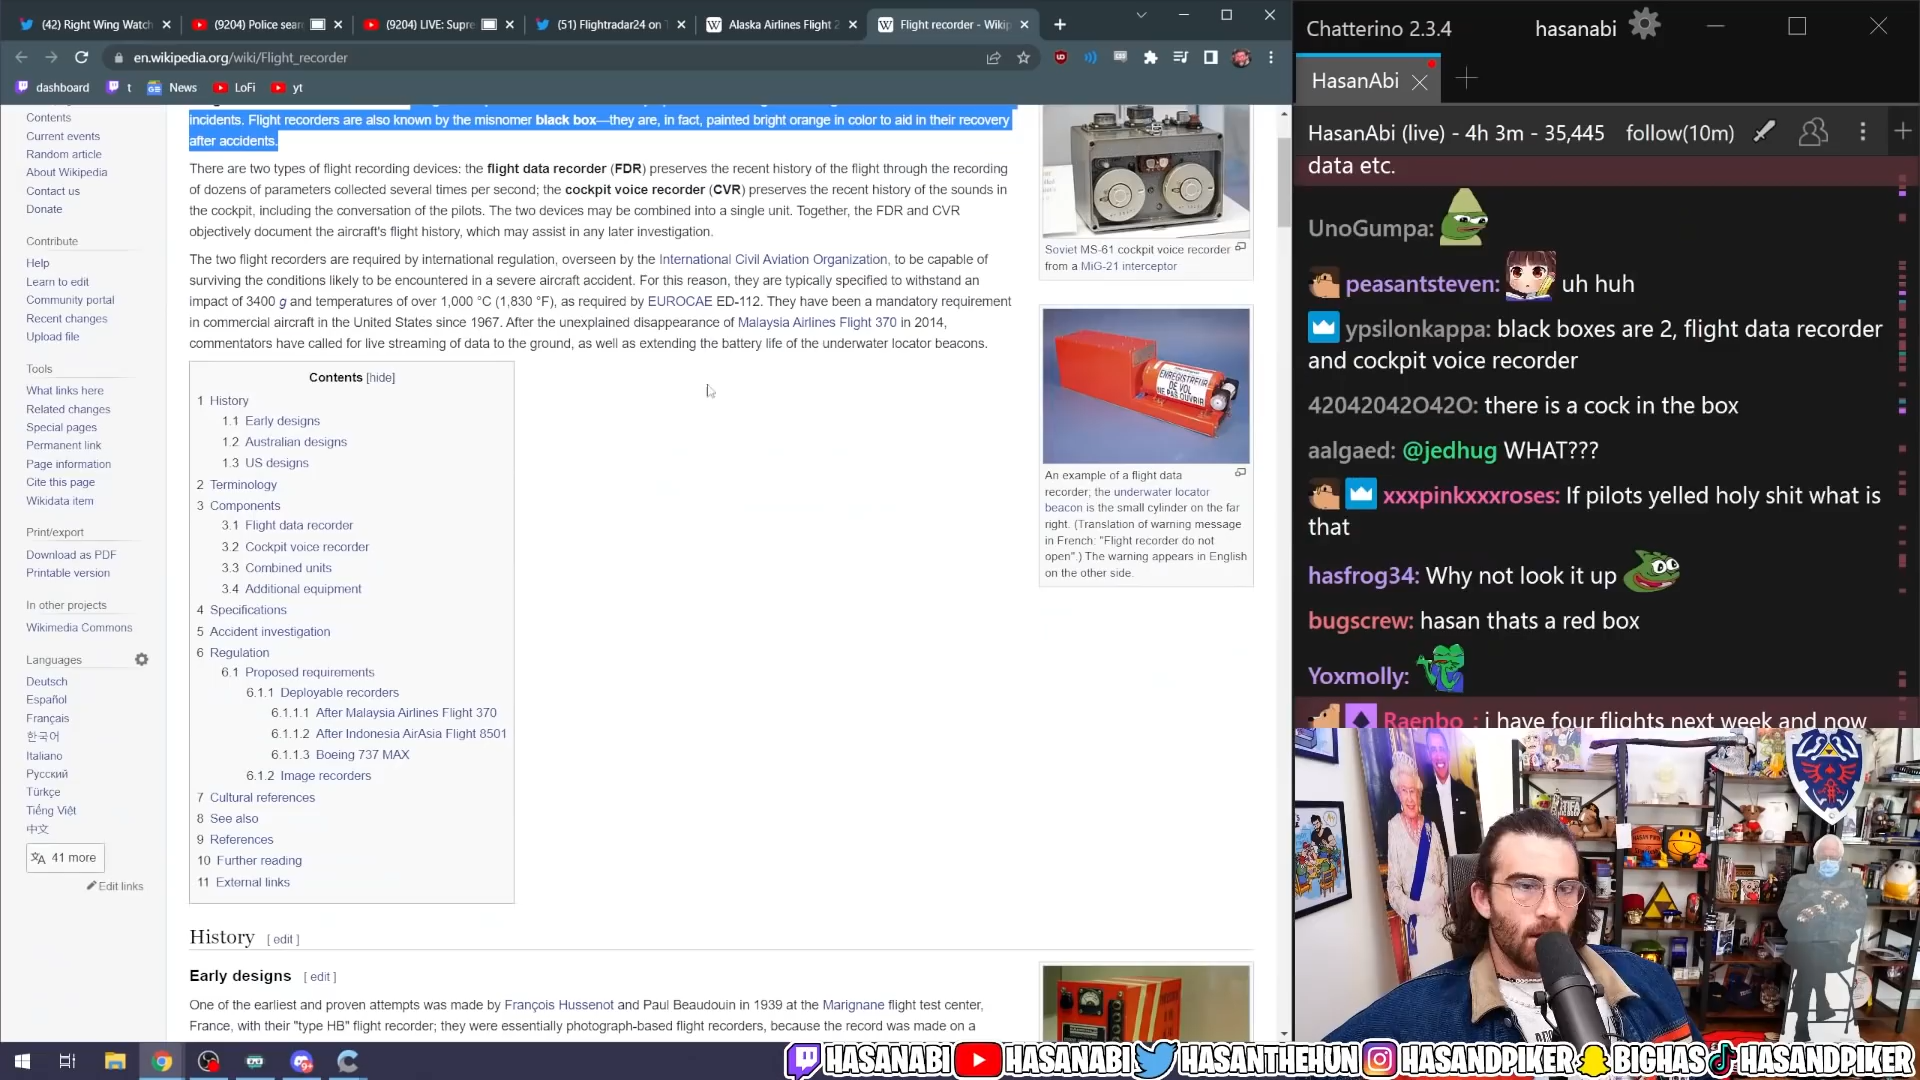 (42) Right Wing Watch
(9204) Police sear
(9204) LIVE: Supre
(51) Flightradar24 on T
Alaska Airlines Flight 2
Flight recorder - Wikip
en.wikipedia.org/wiki/Flight_recorder
dashboard
t
News
LoFi
yt
Contents
Current events
Random article
About Wikipedia
Contact us
Donate
Contribute
Help
Learn to edit
Community portal
Recent changes
Upload file
Tools
What links here
Related changes
Special pages
Permanent link
Page information
Cite this page
Wikidata item
Print/export
Download as PDF
Printable version
In other projects
Wikimedia Commons
Languages
Deutsch
Español
Français
한국어
Italiano
Русский
Türkçe
Tiếng Việt
中文
41 more
Edit links
incidents. Flight recorders are also known by the misnomer black box—they are, in fact, painted bright orange in color to aid in their recovery
after accidents.
There are two types of flight recording devices: the flight data recorder (FDR) preserves the recent history of the flight through the recording
of dozens of parameters collected several times per second; the cockpit voice recorder (CVR) preserves the recent history of the sounds in
the cockpit, including the conversation of the pilots. The two devices may be combined into a single unit. Together, the FDR and CVR
objectively document the aircraft's flight history, which may assist in any later investigation.
The two flight recorders are required by international regulation, overseen by the International Civil Aviation Organization, to be capable of
surviving the conditions likely to be encountered in a severe aircraft accident. For this reason, they are typically specified to withstand an
impact of 3400 g and temperatures of over 1,000 °C (1,830 °F), as required by EUROCAE ED-112. They have been a mandatory requirement
in commercial aircraft in the United States since 1967. After the unexplained disappearance of Malaysia Airlines Flight 370 in 2014,
commentators have called for live streaming of data to the ground, as well as extending the battery life of the underwater locator beacons.
Contents [hide]
1 History
1.1 Early designs
1.2 Australian designs
1.3 US designs
2 Terminology
3 Components
3.1 Flight data recorder
3.2 Cockpit voice recorder
3.3 Combined units
3.4 Additional equipment
4 Specifications
5 Accident investigation
6 Regulation
6.1 Proposed requirements
6.1.1 Deployable recorders
6.1.1.1 After Malaysia Airlines Flight 370
6.1.1.2 After Indonesia AirAsia Flight 8501
6.1.1.3 Boeing 737 MAX
6.1.2 Image recorders
7 Cultural references
8 See also
9 References
10 Further reading
11 External links
History [ edit ]
Early designs [ edit ]
One of the earliest and proven attempts was made by François Hussenot and Paul Beaudouin in 1939 at the Marignane flight test center,
France, with their "type HB" flight recorder; they were essentially photograph-based flight recorders, because the record was made on a
Soviet MS-61 cockpit voice recorder
from a MiG-21 interceptor
ENREGISTREUR
DE VOL
NE PAS OUVRIR
An example of a flight data
recorder; the underwater locator
beacon is the small cylinder on the far
right. (Translation of warning message
in French: "Flight recorder do not
open".) The warning appears in English
on the other side.
Chatterino 2.3.4
hasanabi
HasanAbi
HasanAbi (live) - 4h 3m - 35,445
follow(10m)
data etc.
UnoGumpa:
peasantsteven: uh huh
ypsilonkappa: black boxes are 2, flight data recorder
and cockpit voice recorder
42042042O42O: there is a cock in the box
aalgaed: @jedhug WHAT???
xxxpinkxxxroses: If pilots yelled holy shit what is
that
hasfrog34: Why not look it up
bugscrew: hasan thats a red box
Yoxmolly:
Raenbo_: i have four flights next week and now
HASANABI
HASANABI
HASANTHEHUN
HASANDPIKER
BIGHAS
HASANDPIKER